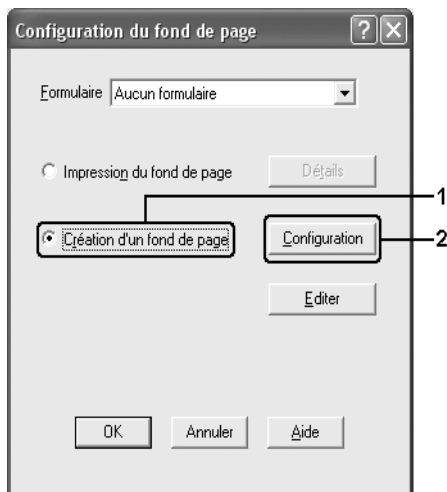 Configuration du fond de page
Formulaire Aucun formulaire
Impression du fond de page Détails
1
Création d'un fond de page Configuration
2
Editer
OK Annuler Aide